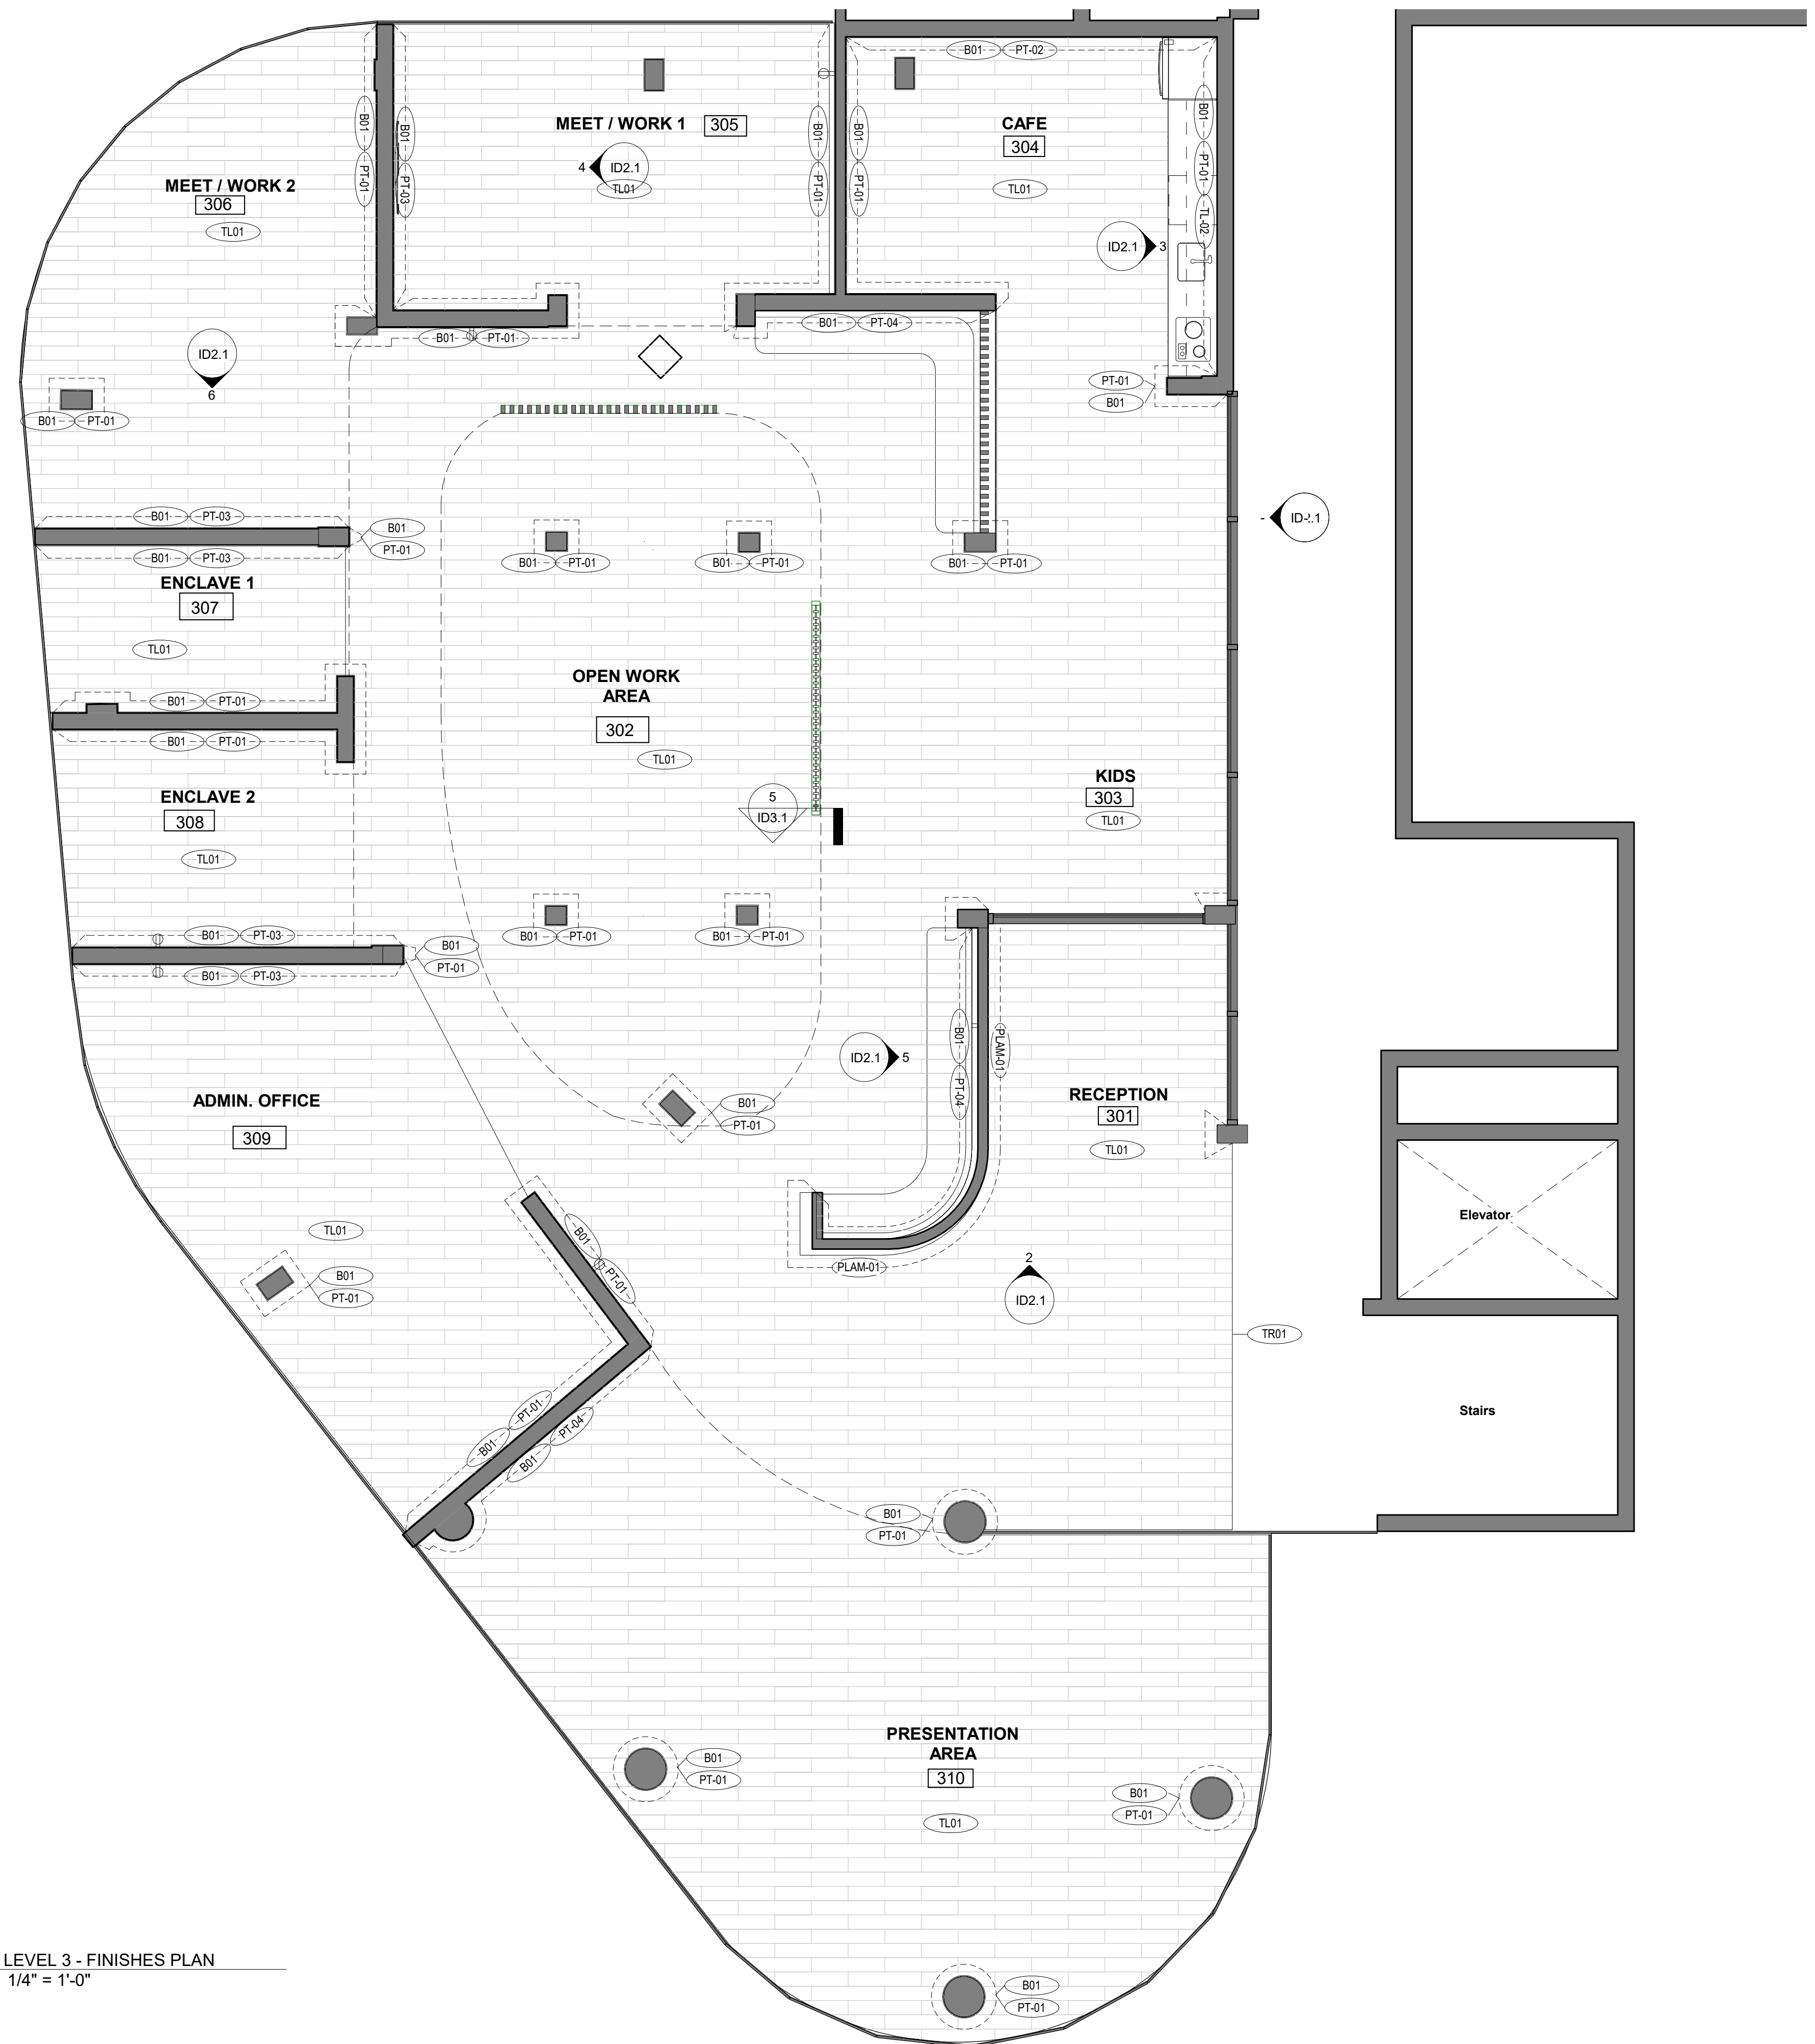 B01
PT-02
MEET / WORK 1
305
4
ID2.1
TL01
CAFE
304
TL01
B01
PT-01
B01
PT-03
B01
PT-01
B01
PT-01
B01
PT-01
TL-02
MEET / WORK 2
306
TL01
ID2.1
3
B01
PT-01
B01
PT-04
ID2.1
6
PT-01
B01
B01
PT-01
B01
PT-03
B01
PT-01
B01
PT-03
B01
PT-01
B01
PT-01
B01
PT-01
ENCLAVE 1
307
TL01
OPEN WORK
AREA
302
TL01
B01
PT-01
B01
PT-01
ENCLAVE 2
308
TL01
5
ID3.1
KIDS
303
TL01
B01
PT-03
B01
PT-03
B01
PT-01
B01
PT-01
B01
PT-01
B01
PT-04
PLAM-01
ID2.1
5
ADMIN. OFFICE
309
TL01
B01
PT-01
RECEPTION
301
TL01
B01
PT-01
B01
PT-01
PLAM-01
2
ID2.1
Elevator
TR01
Stairs
B01
PT-01
B01
PT-04
B01
PT-01
PRESENTATION
AREA
310
TL01
B01
PT-01
B01
PT-01
B01
PT-01
LEVEL 3 - FINISHES PLAN
1/4" = 1'-0"